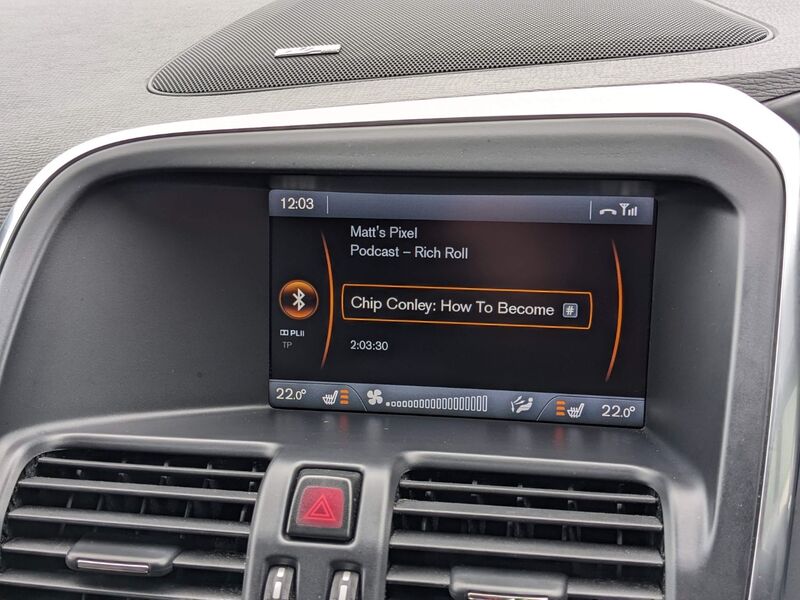 12:03
Matt's Pixel
Podcast – Rich Roll
Chip Conley: How To Become #
PLII
TP
2:03:30
22.0°
22.0°